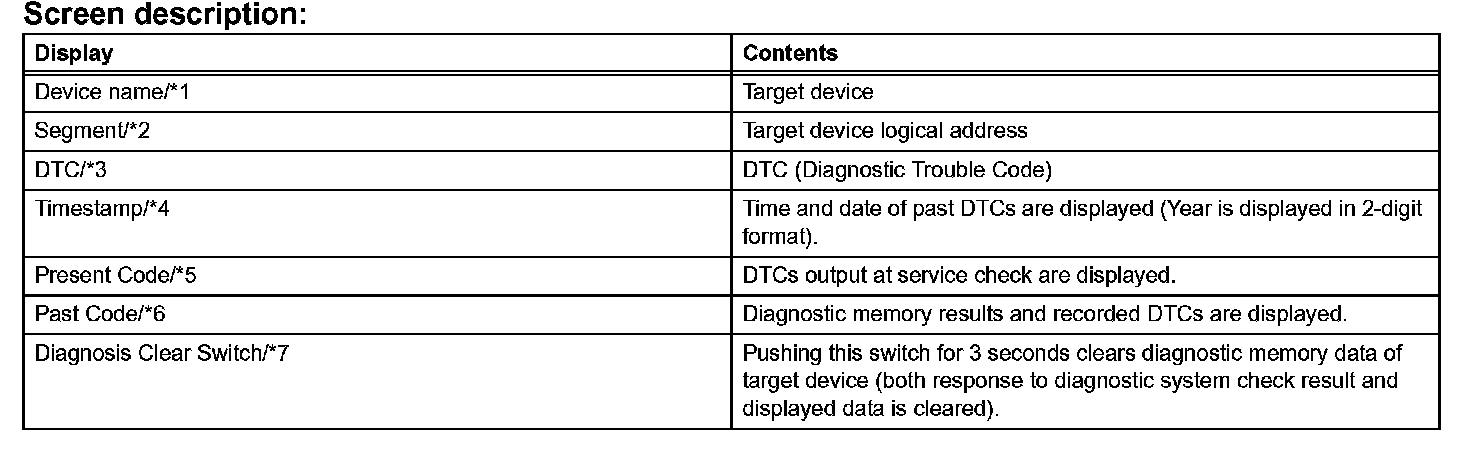 Screen description:
Display
Contents
Device name/*1
Target device
Segment/*2
Target device logical address
DTC/*3
DTC (Diagnostic Trouble Code)
Timestamp/*4
Time and date of past DTCs are displayed (Year is displayed in 2-digit
format).
Present Code/*5
DTCs output at service check are displayed.
Past Code/*6
Diagnostic memory results and recorded DTCs are displayed.
Diagnosis Clear Switch/*7
Pushing this switch for 3 seconds clears diagnostic memory data of
target device (both response to diagnostic system check result and
displayed data is cleared).